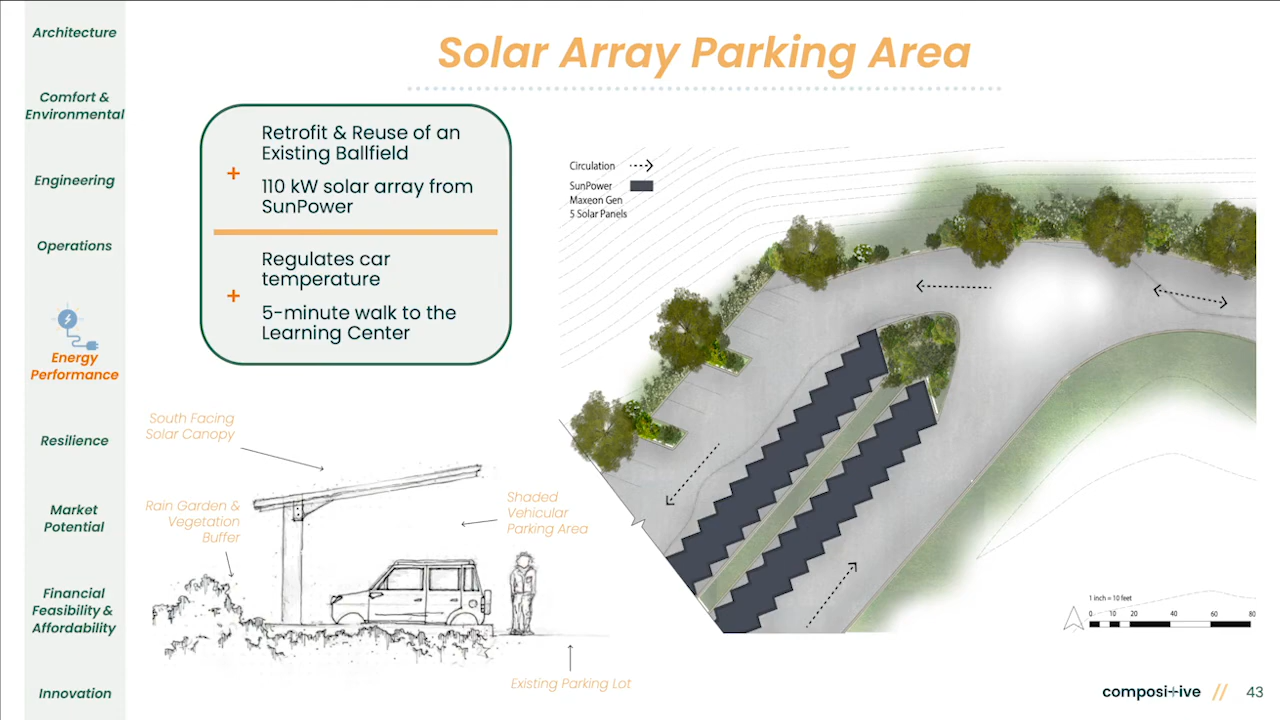 Architecture
Comfort &
Environmental
Engineering
Operations
Energy
Performance
Resilience
Market
Potential
Financial
Feasibility &
Affordability
Innovation
Solar Array Parking Area
+
Retrofit & Reuse of an
Existing Ballfield
110 kW solar array from
SunPower
+
Regulates car
temperature
5-minute walk to the
Learning Center
Circulation
SunPower
Maxeon Gen
5 Solar Panels
South Facing
Solar Canopy
Rain Garden &
Vegetation
Buffer
Shaded
Vehicular
Parking Area
Existing Parking Lot
1 inch = 10 feet
0 10 20 40 60 80
composi+ive // 43